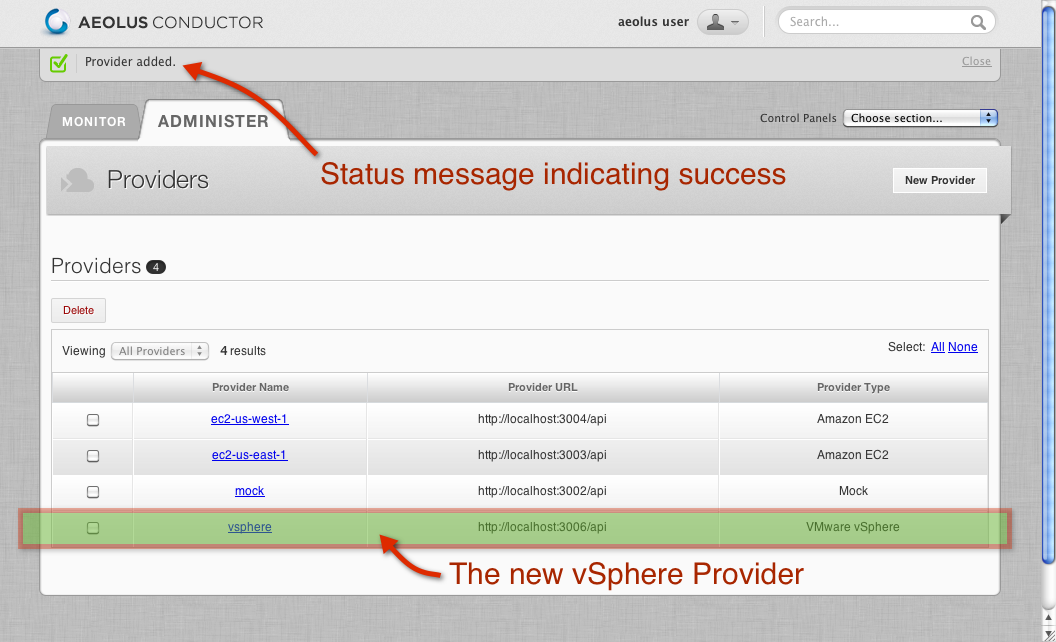 AEOLUS CONDUCTOR
aeolus user
Search...
Provider added.
Close
MONITOR
ADMINISTER
Control Panels
Choose section...
Providers
Status message indicating success
New Provider
Providers 4
Delete
Viewing All Providers 4 results
Select: All None
Provider Name Provider URL Provider Type
ec2-us-west-1 http://localhost:3004/api Amazon EC2
ec2-us-east-1 http://localhost:3003/api Amazon EC2
mock http://localhost:3002/api Mock
vsphere http://localhost:3006/api VMware vSphere
The new vSphere Provider